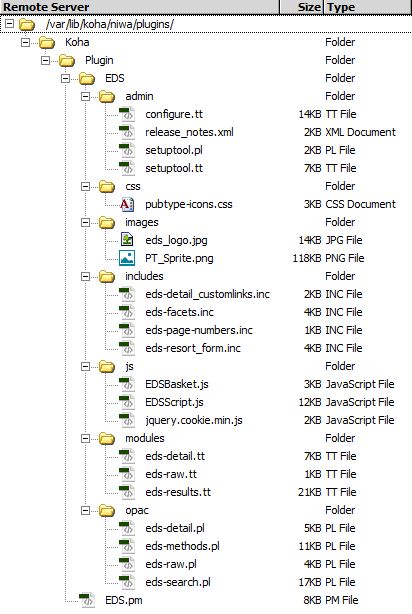 Remote Server Size Type
/var/lib/koha/niwa/plugins/ Folder
Koha Folder
Plugin Folder
EDS Folder
admin Folder
configure.tt 14KB TT File
release_notes.xml 2KB XML Document
setuptool.pl 2KB PL File
setuptool.tt 7KB TT File
css Folder
pubtype-icons.css 3KB CSS Document
images Folder
eds_logo.jpg 14KB JPG File
PT_Sprite.png 118KB PNG File
includes Folder
eds-detail_customlinks.inc 2KB INC File
eds-facets.inc 4KB INC File
eds-page-numbers.inc 1KB INC File
eds-resort_form.inc 4KB INC File
js Folder
EDSBasket.js 3KB JavaScript File
EDSScript.js 12KB JavaScript File
jquery.cookie.min.js 2KB JavaScript File
modules Folder
eds-detail.tt 7KB TT File
eds-raw.tt 1KB TT File
eds-results.tt 21KB TT File
opac Folder
eds-detail.pl 5KB PL File
eds-methods.pl 11KB PL File
eds-raw.pl 4KB PL File
eds-search.pl 17KB PL File
EDS.pm 8KB PM File